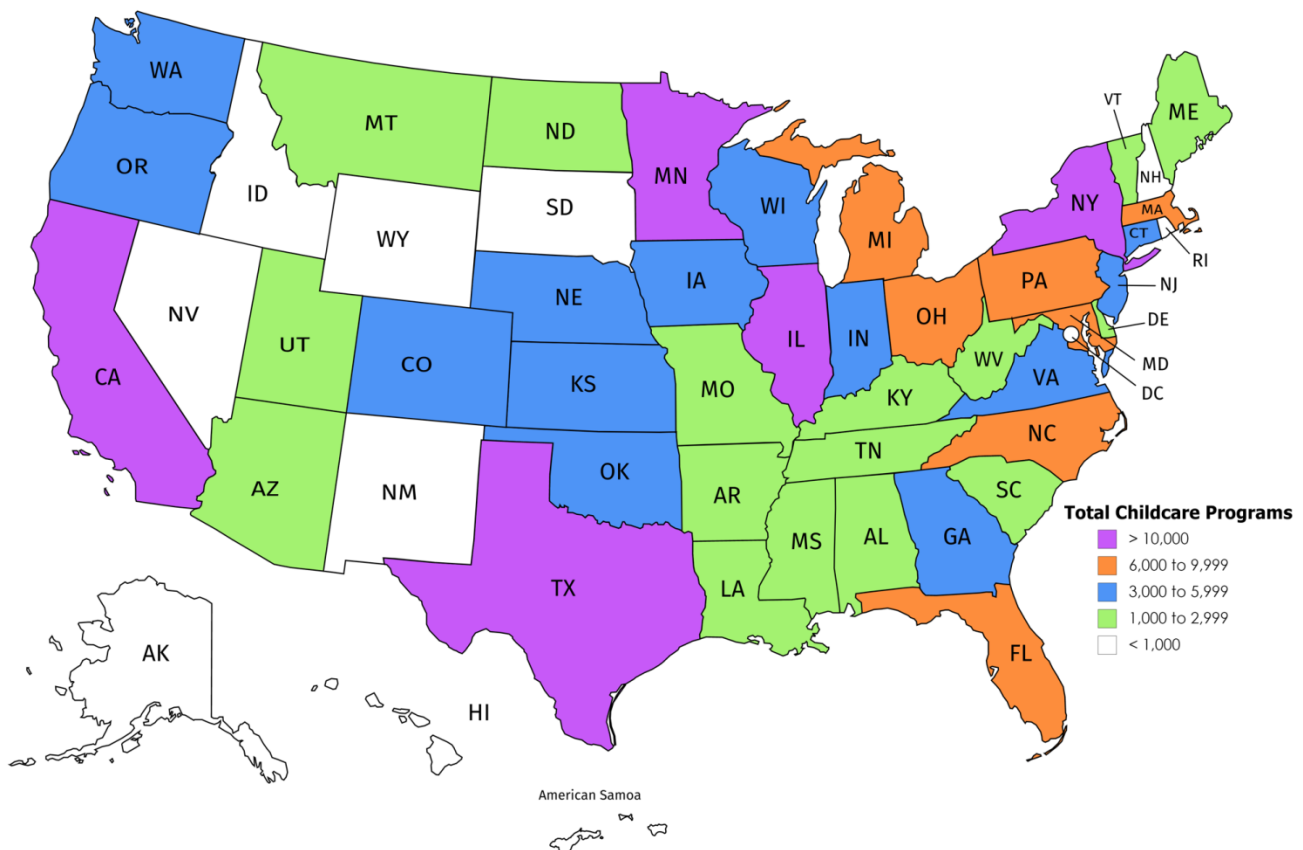 WA
OR
ID
MT
ND
MN
SD
WY
NE
IA
WI
MI
NV
UT
CO
KS
CA
AZ
NM
OK
TX
MO
AR
LA
IL
IN
OH
KY
TN
MS
AL
GA
SC
NC
VA
WV
FL
PA
NY
VT
NH
ME
MA
CT
RI
NJ
DE
MD
DC
AK
HI
American Samoa
Total Childcare Programs
> 10,000
6,000 to 9,999
3,000 to 5,999
1,000 to 2,999
< 1,000